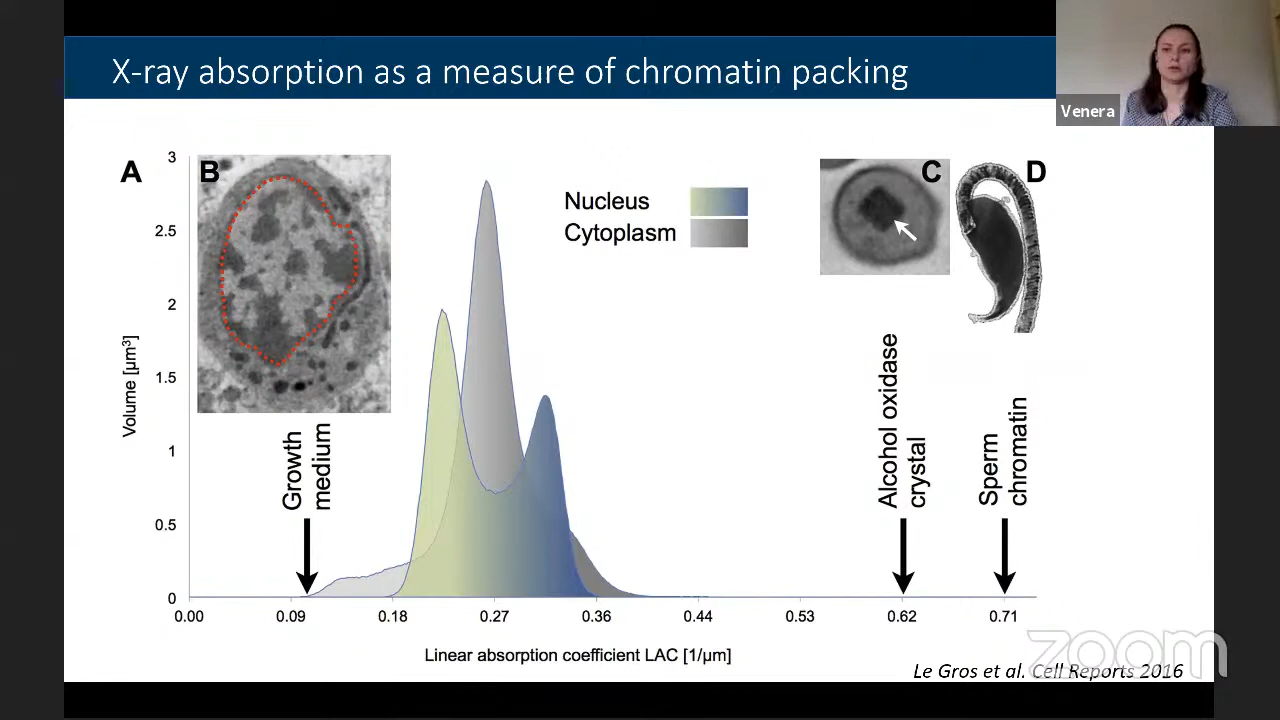 X-ray absorption as a measure of chromatin packing
Venera
A
B
C
D
Nucleus
Cytoplasm
Volume [µm³]
3
2.5
2
1.5
1
0.5
0
Growth
medium
Alcohol oxidase
crystal
Sperm
chromatin
0.00 0.09 0.18 0.27 0.36 0.44 0.53 0.62 0.71
Linear absorption coefficient LAC [1/µm]
Le Gros et al. Cell Reports 2016
zoom